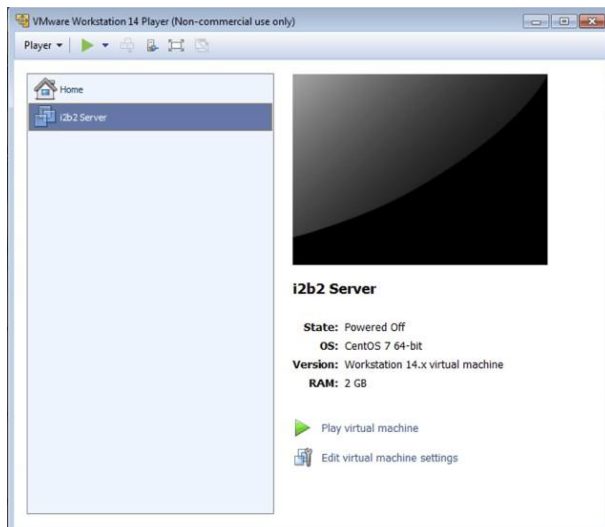 VMware Workstation 14 Player (Non-commercial use only)
Player
Home
i2b2 Server
i2b2 Server
State: Powered Off
OS: CentOS 7 64-bit
Version: Workstation 14.x virtual machine
RAM: 2 GB
Play virtual machine
Edit virtual machine settings